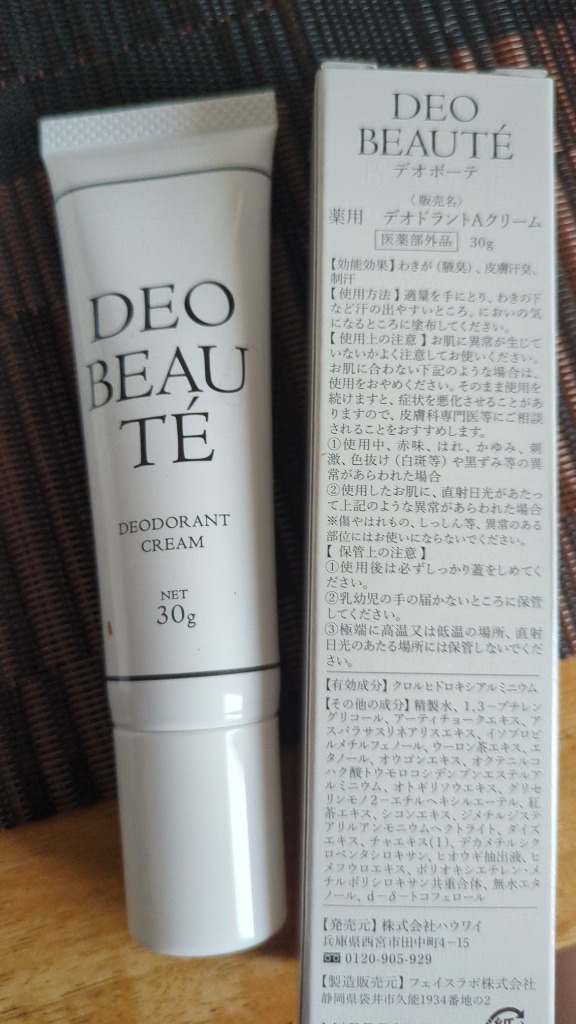 DEO
BEAU
TÉ
DEODORANT
CREAM
NET
30g
DEO
BEAUTÉ
デオボーテ
〈販売名〉
薬用 デオドラントAクリーム
医薬部外品 30g
【効能効果】わきが(腋臭)、皮膚汗臭、
制汗
【使用方法】適量を手にとり、わきの下
など汗の出やすいところ、においの気
になるところに塗布してください。
【使用上の注意】お肌に異常が生じて
いないかよく注意してお使いください。
お肌に合わない下記のような場合は、
使用をおやめください。そのまま使用を
続けますと、症状を悪化させることがあ
りますので、皮膚科専門医等にご相談
されることをおすすめします。
①使用中、赤味、はれ、かゆみ、刺
激、色抜け(白斑等)や黒ずみ等の異
常があらわれた場合
②使用したお肌に、直射日光があたっ
て上記のような異常があらわれた場合
※傷やはれもの、しっしん等、異常のある
部位にはお使いにならないでください。
【保管上の注意】
①使用後は必ずしっかり蓋をしめてく
ださい。
②乳幼児の手の届かないところに保管
してください。
③極端に高温又は低温の場所、直射
日光のあたる場所には保管しないでくだ
さい。
【有効成分】クロルヒドロキシアルミニウム
【その他の成分】精製水、1,3-ブチレン
グリコール、アーティチョークエキス、ア
スパラサスリネアリスエキス、イソプロピ
ルメチルフェノール、ウーロン茶エキス、エ
タノール、オウゴンエキス、オクテニルコ
ハク酸トウモロコシデンプンエステルア
ルミニウム、オトギリソウエキス、グリセ
リンモノ2-エチルヘキシルエーテル、紅
茶エキス、シコンエキス、ジメチルジステ
アリルアンモニウムヘクトライト、ダイズ
エキス、チャエキス(1)、デカメチルシク
ロペンタシロキサン、ヒオウギ抽出液、ヒ
メフウロエキス、ポリオキシエチレン・メ
チルポリシロキサン共重合体、無水エタ
ノール、d-δ-トコフェロール
【発売元】株式会社ハウワイ
兵庫県西宮市田中町4-15
0120-905-929
【製造販売元】フェイスラボ株式会社
静岡県袋井市久能1934番地の2